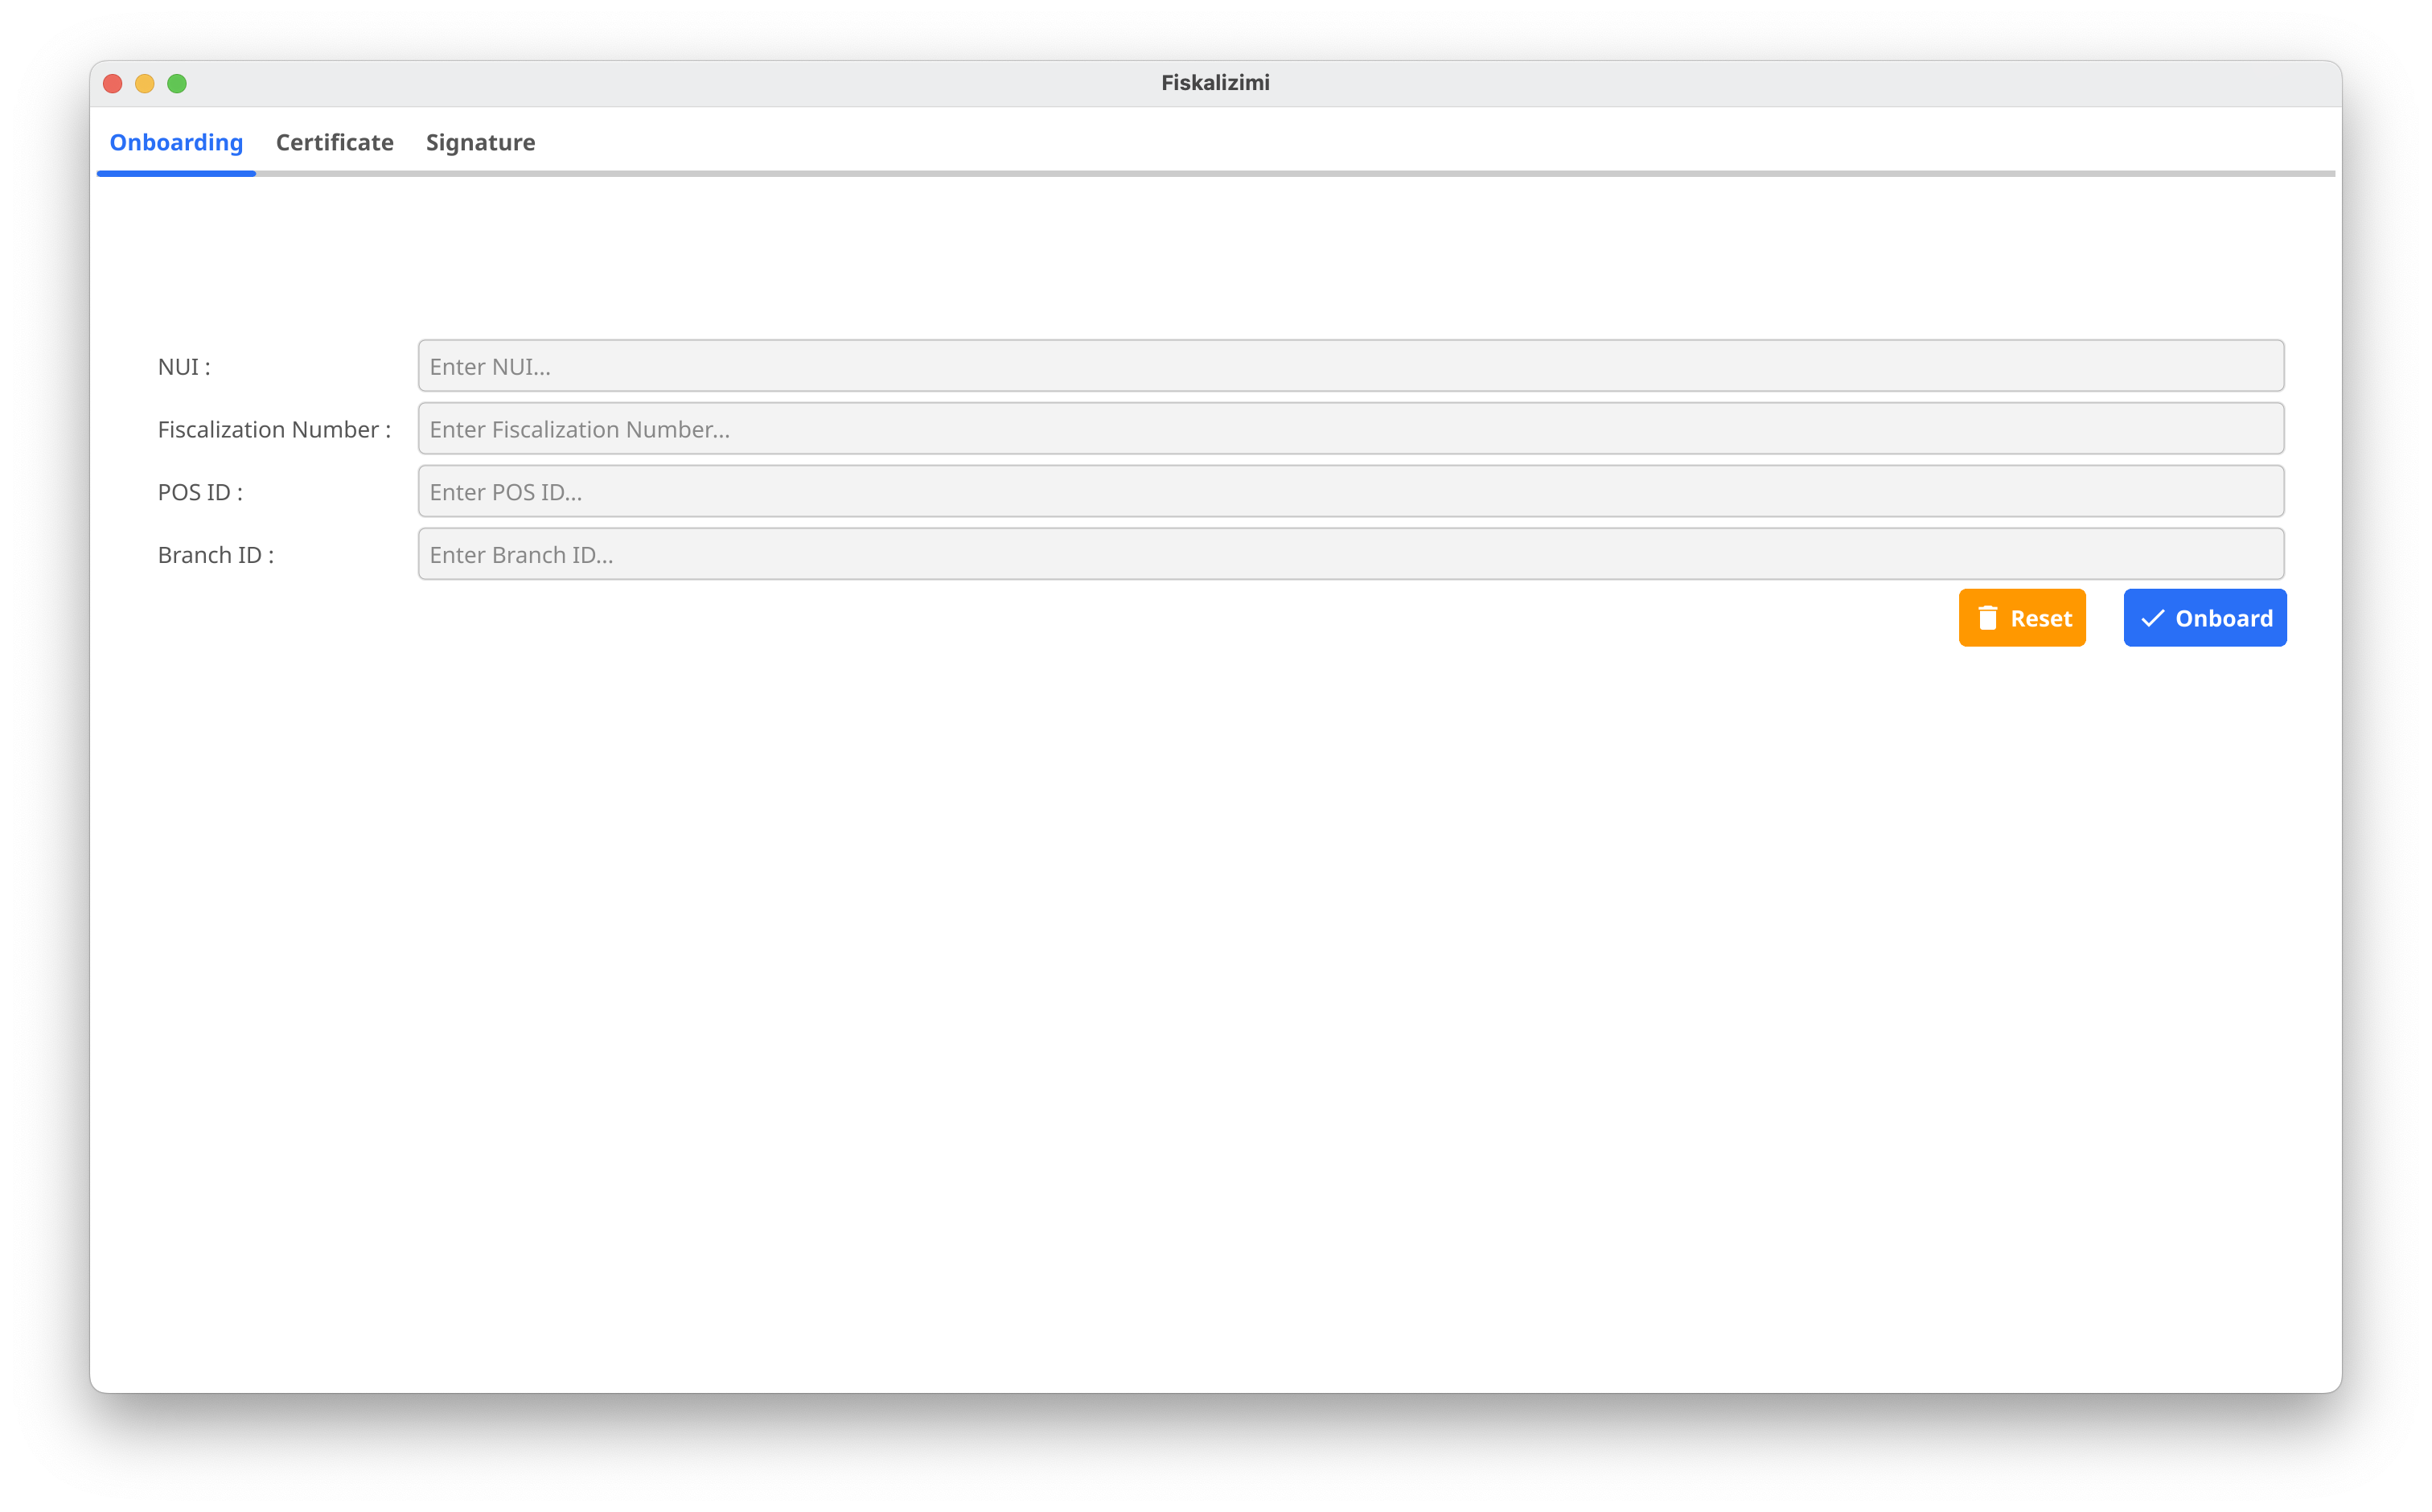 Fiskalizimi
Onboarding Certificate Signature
NUI : Enter NUI...
Fiscalization Number : Enter Fiscalization Number...
POS ID : Enter POS ID...
Branch ID : Enter Branch ID...
Reset Onboard